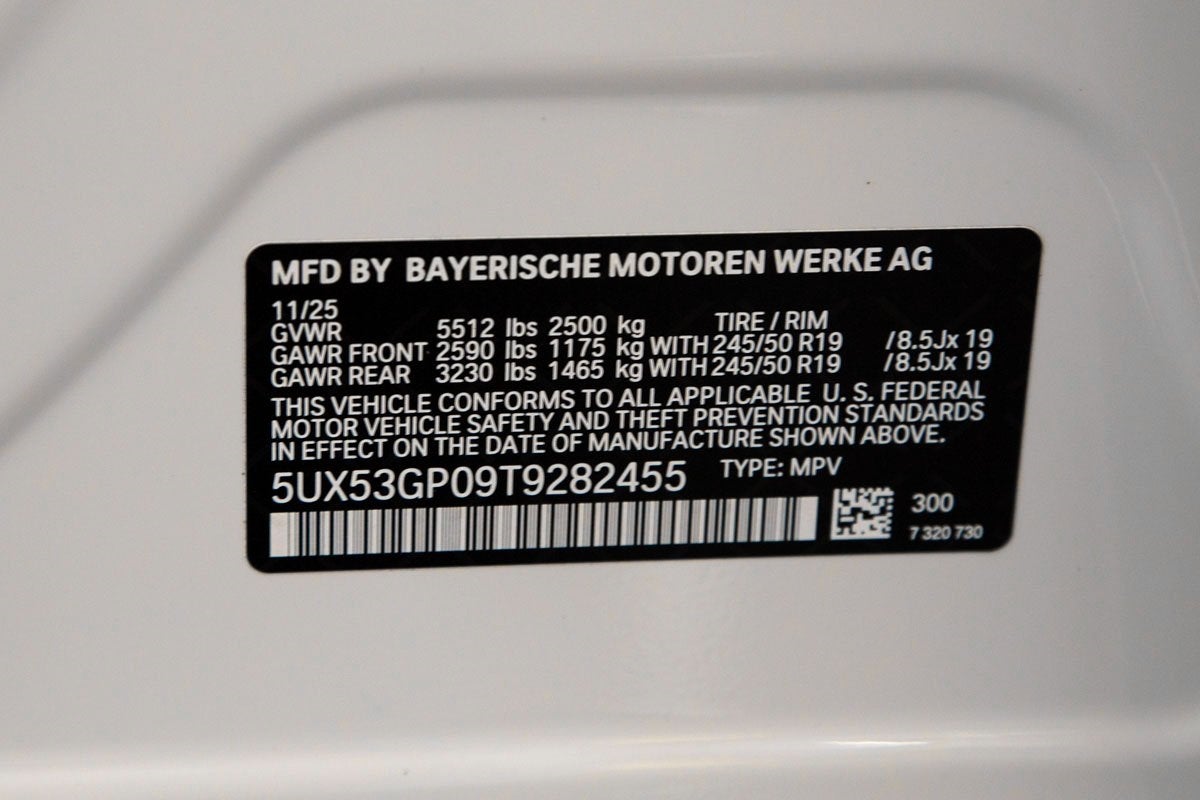 MFD BY BAYERISCHE MOTOREN WERKE AG
11/25
GVWR 5512 lbs 2500 kg TIRE / RIM
GAWR FRONT 2590 lbs 1175 kg WITH 245/50 R19 /8.5Jx 19
GAWR REAR 3230 lbs 1465 kg WITH 245/50 R19 /8.5Jx 19
THIS VEHICLE CONFORMS TO ALL APPLICABLE U. S. FEDERAL
MOTOR VEHICLE SAFETY AND THEFT PREVENTION STANDARDS
IN EFFECT ON THE DATE OF MANUFACTURE SHOWN ABOVE.
5UX53GP09T9282455 TYPE: MPV
300
7 320 730